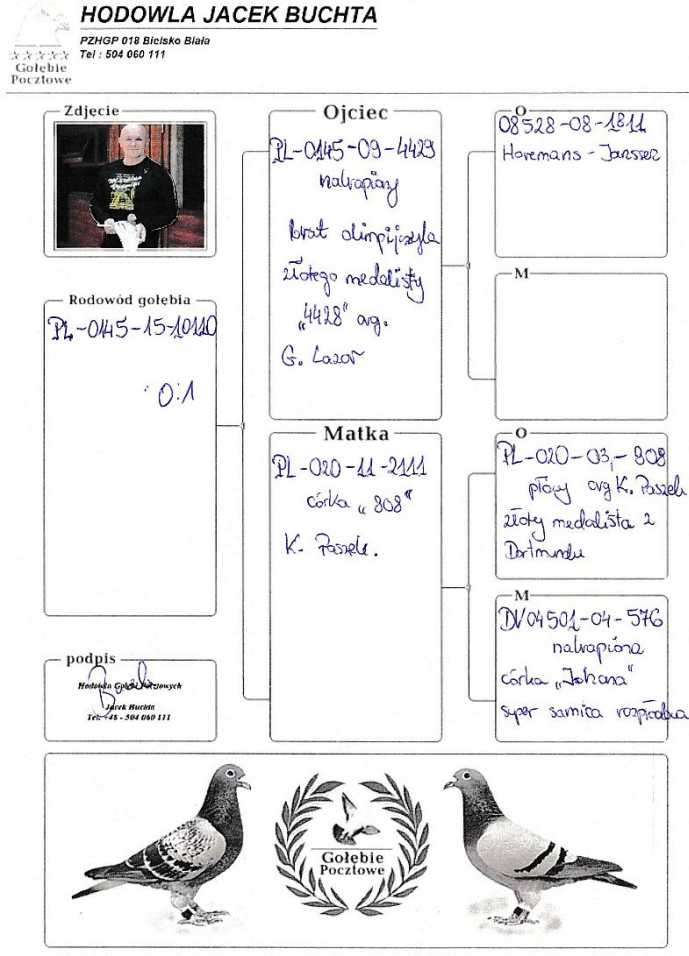 HODOWLA JACEK BUCHTA
PZHGP 018 Bielsko Biała
Tel : 504 060 111
Gołębie
Pocztowe
Zdjęcie
Rodowód gołębia
PL-0145-15-10110
0:1
podpis
Hodowla Gołębi Pocztowych
Jacek Buchta
Tel. +48 - 504 060 111
Ojciec
PL-0145-09-4429
nakrapiany
brat olimpijczyka
złotego medalisty
„4428" org.
G. Lazor
Matka
PL-020-11-2111
córka „808"
K. Paszek.
O
08528-08-1811
Haremans - Janssen
M
O
PL-020-03-808
płowy org K. Paszek
złoty medalista z
Dortmundu
M
DV04501-04-576
nakrapiana
córka „Johana"
super samica rozpłodowa
Gołębie
Pocztowe